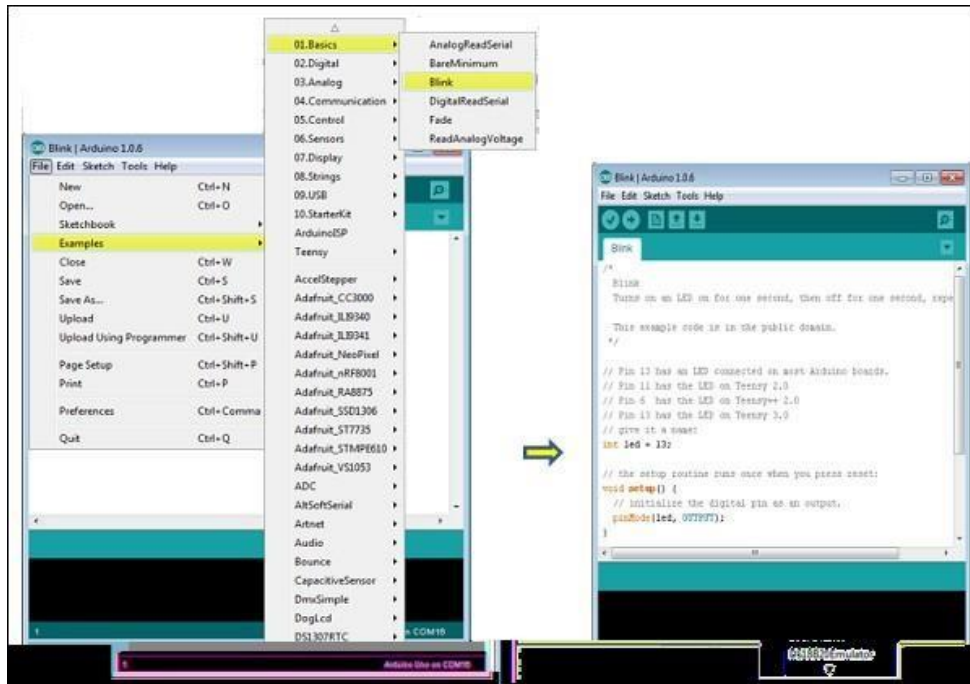 01.Basics
02.Digital
03.Analog
04.Communication
05.Control
06.Sensors
07.Display
08.Strings
09.USB
10.StarterKit
ArduinoISP
Teensy
AccelStepper
Adafruit_CC3000
Adafruit_ILI9340
Adafruit_ILI9341
Adafruit_NeoPixel
Adafruit_nRF8001
Adafruit_RA8875
Adafruit_SSD1306
Adafruit_ST7735
Adafruit_STMPE610
Adafruit_VS1053
ADC
AltSoftSerial
Artnet
Audio
Bounce
CapacitiveSensor
DmxSimple
DogLcd
DS1307RTC
AnalogReadSerial
BareMinimum
Blink
DigitalReadSerial
Fade
ReadAnalogVoltage
Blink | Arduino 1.0.6
File Edit Sketch Tools Help
New Ctrl+N
Open... Ctrl+O
Sketchbook
Examples
Close Ctrl+W
Save Ctrl+S
Save As... Ctrl+Shift+S
Upload Ctrl+U
Upload Using Programmer Ctrl+Shift+U
Page Setup Ctrl+Shift+P
Print Ctrl+P
Preferences Ctrl+Comma
Quit Ctrl+Q
1
on COM16
1
Arduino Uno on COM16
Blink | Arduino 1.0.6
File Edit Sketch Tools Help
Blink
/*
Blink
Turns on an LED on for one second, then off for one second, repe
This example code is in the public domain.
*/
// Pin 13 has an LED connected on most Arduino boards.
// Pin 11 has the LED on Teensy 2.0
// Pin 6 has the LED on Teensy++ 2.0
// Pin 13 has the LED on Teensy 3.0
// give it a name:
int led = 13;
// the setup routine runs once when you press reset:
void setup() {
// initialize the digital pin as an output.
pinMode(led, OUTPUT);
}